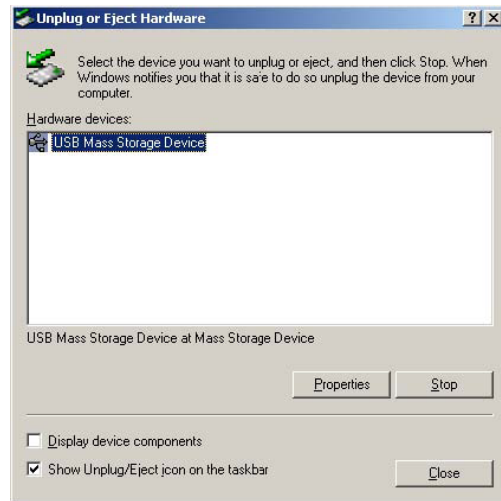 Unplug or Eject Hardware
Select the device you want to unplug or eject, and then click Stop. When
Windows notifies you that it is safe to do so unplug the device from your
computer.
Hardware devices:
USB Mass Storage Device
USB Mass Storage Device at Mass Storage Device
Properties Stop
Display device components
Show Unplug/Eject icon on the taskbar
Close